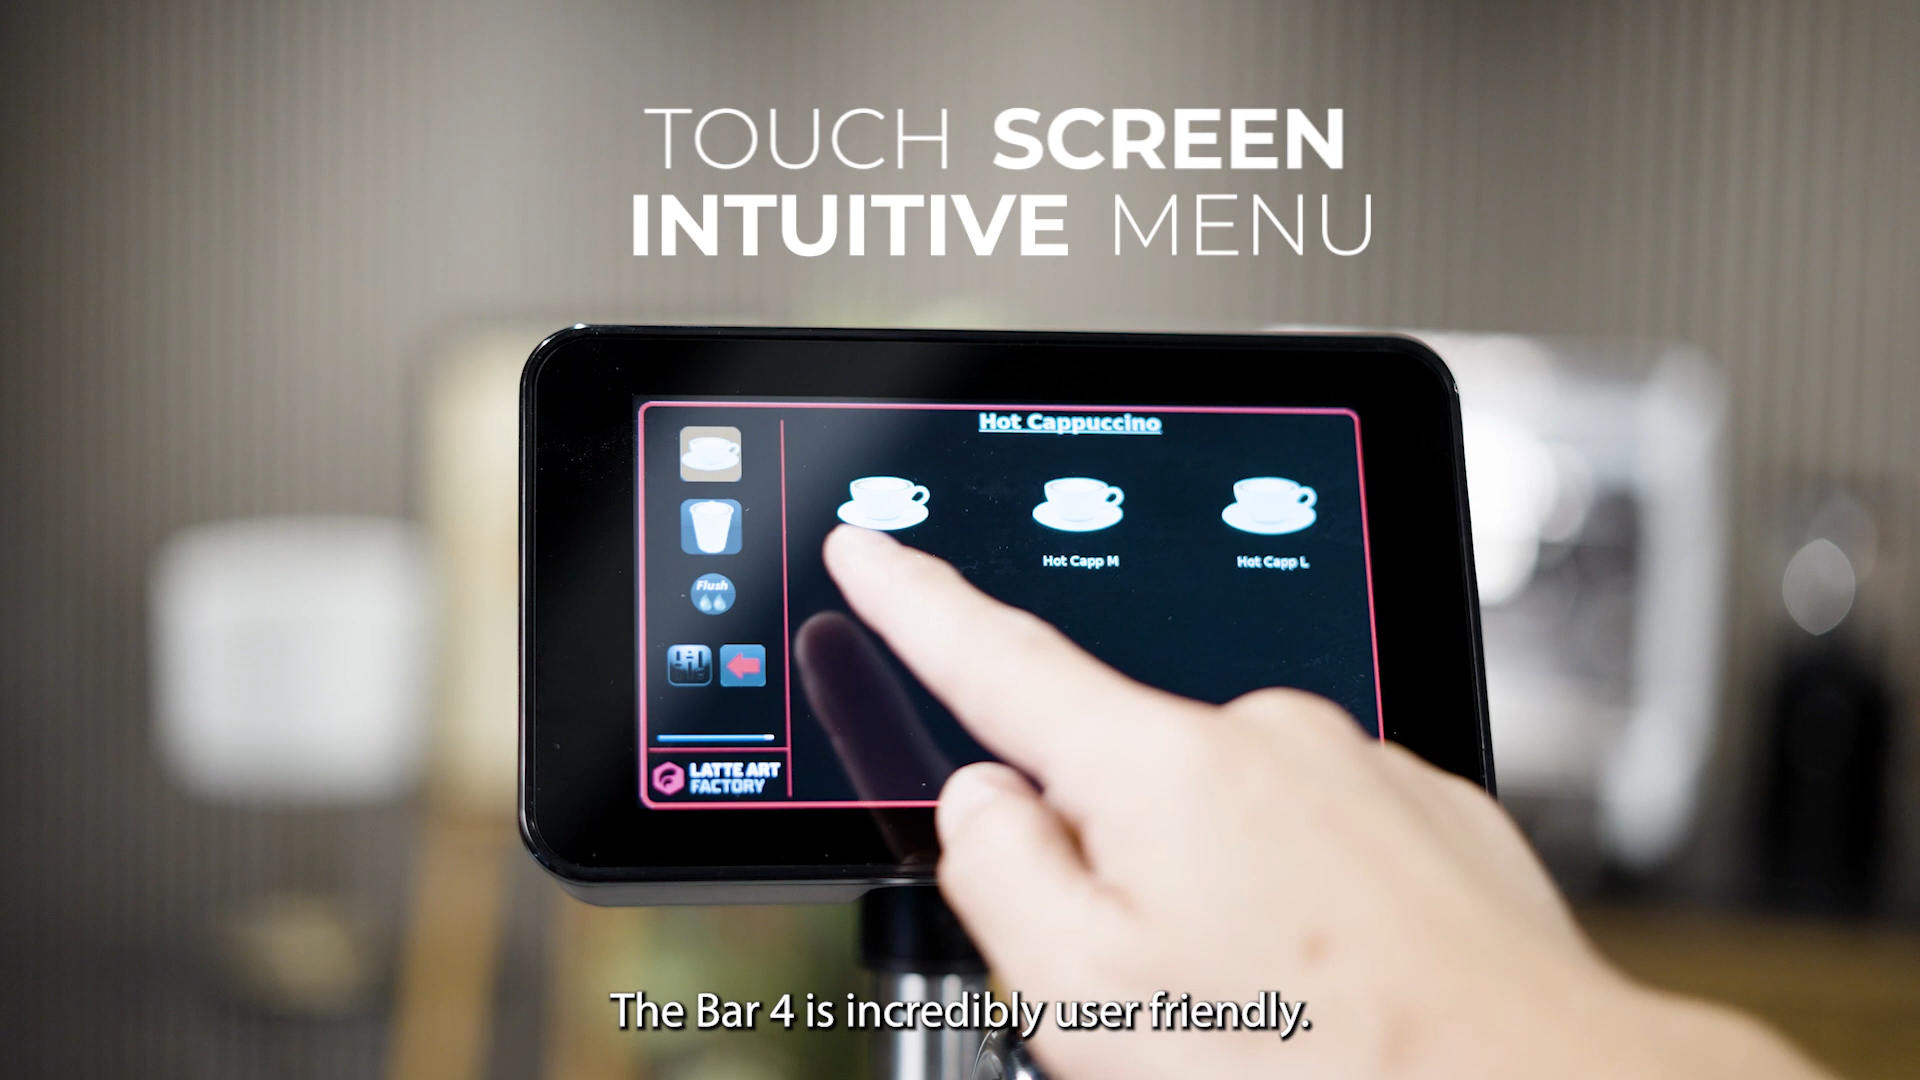 TOUCH SCREEN
INTUITIVE MENU
Hot Cappuccino
Hot Capp M
Hot Capp L
Flush
LATTE ART
FACTORY
The Bar 4 is incredibly user friendly.